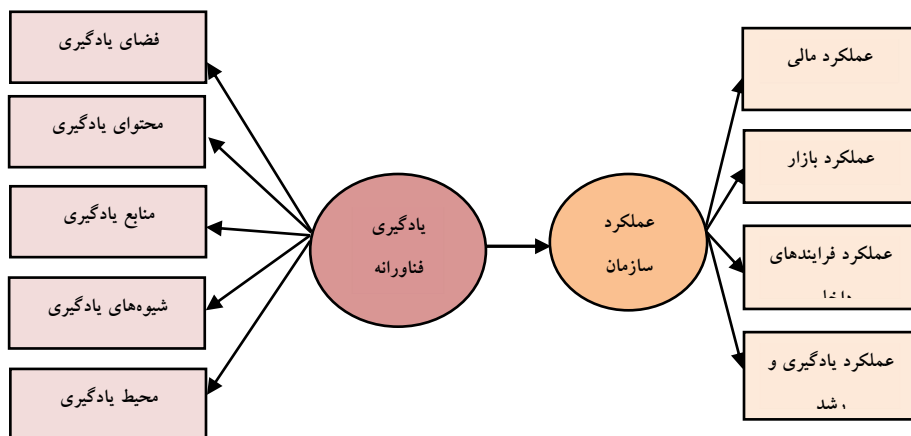 فضای یادگیری
محتوای یادگیری
منابع یادگیری
شیوه‌های یادگیری
محیط یادگیری
یادگیری
فناورانه
عملکرد
سازمان
عملکرد مالی
عملکرد بازار
عملکرد فرایندهای
عملکرد یادگیری و
رشد